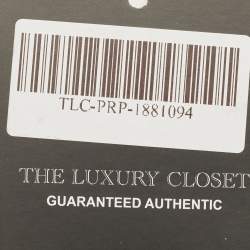 TLC-PRP-1881094
THE LUXURY CLOSET
GUARANTEED AUTHENTIC